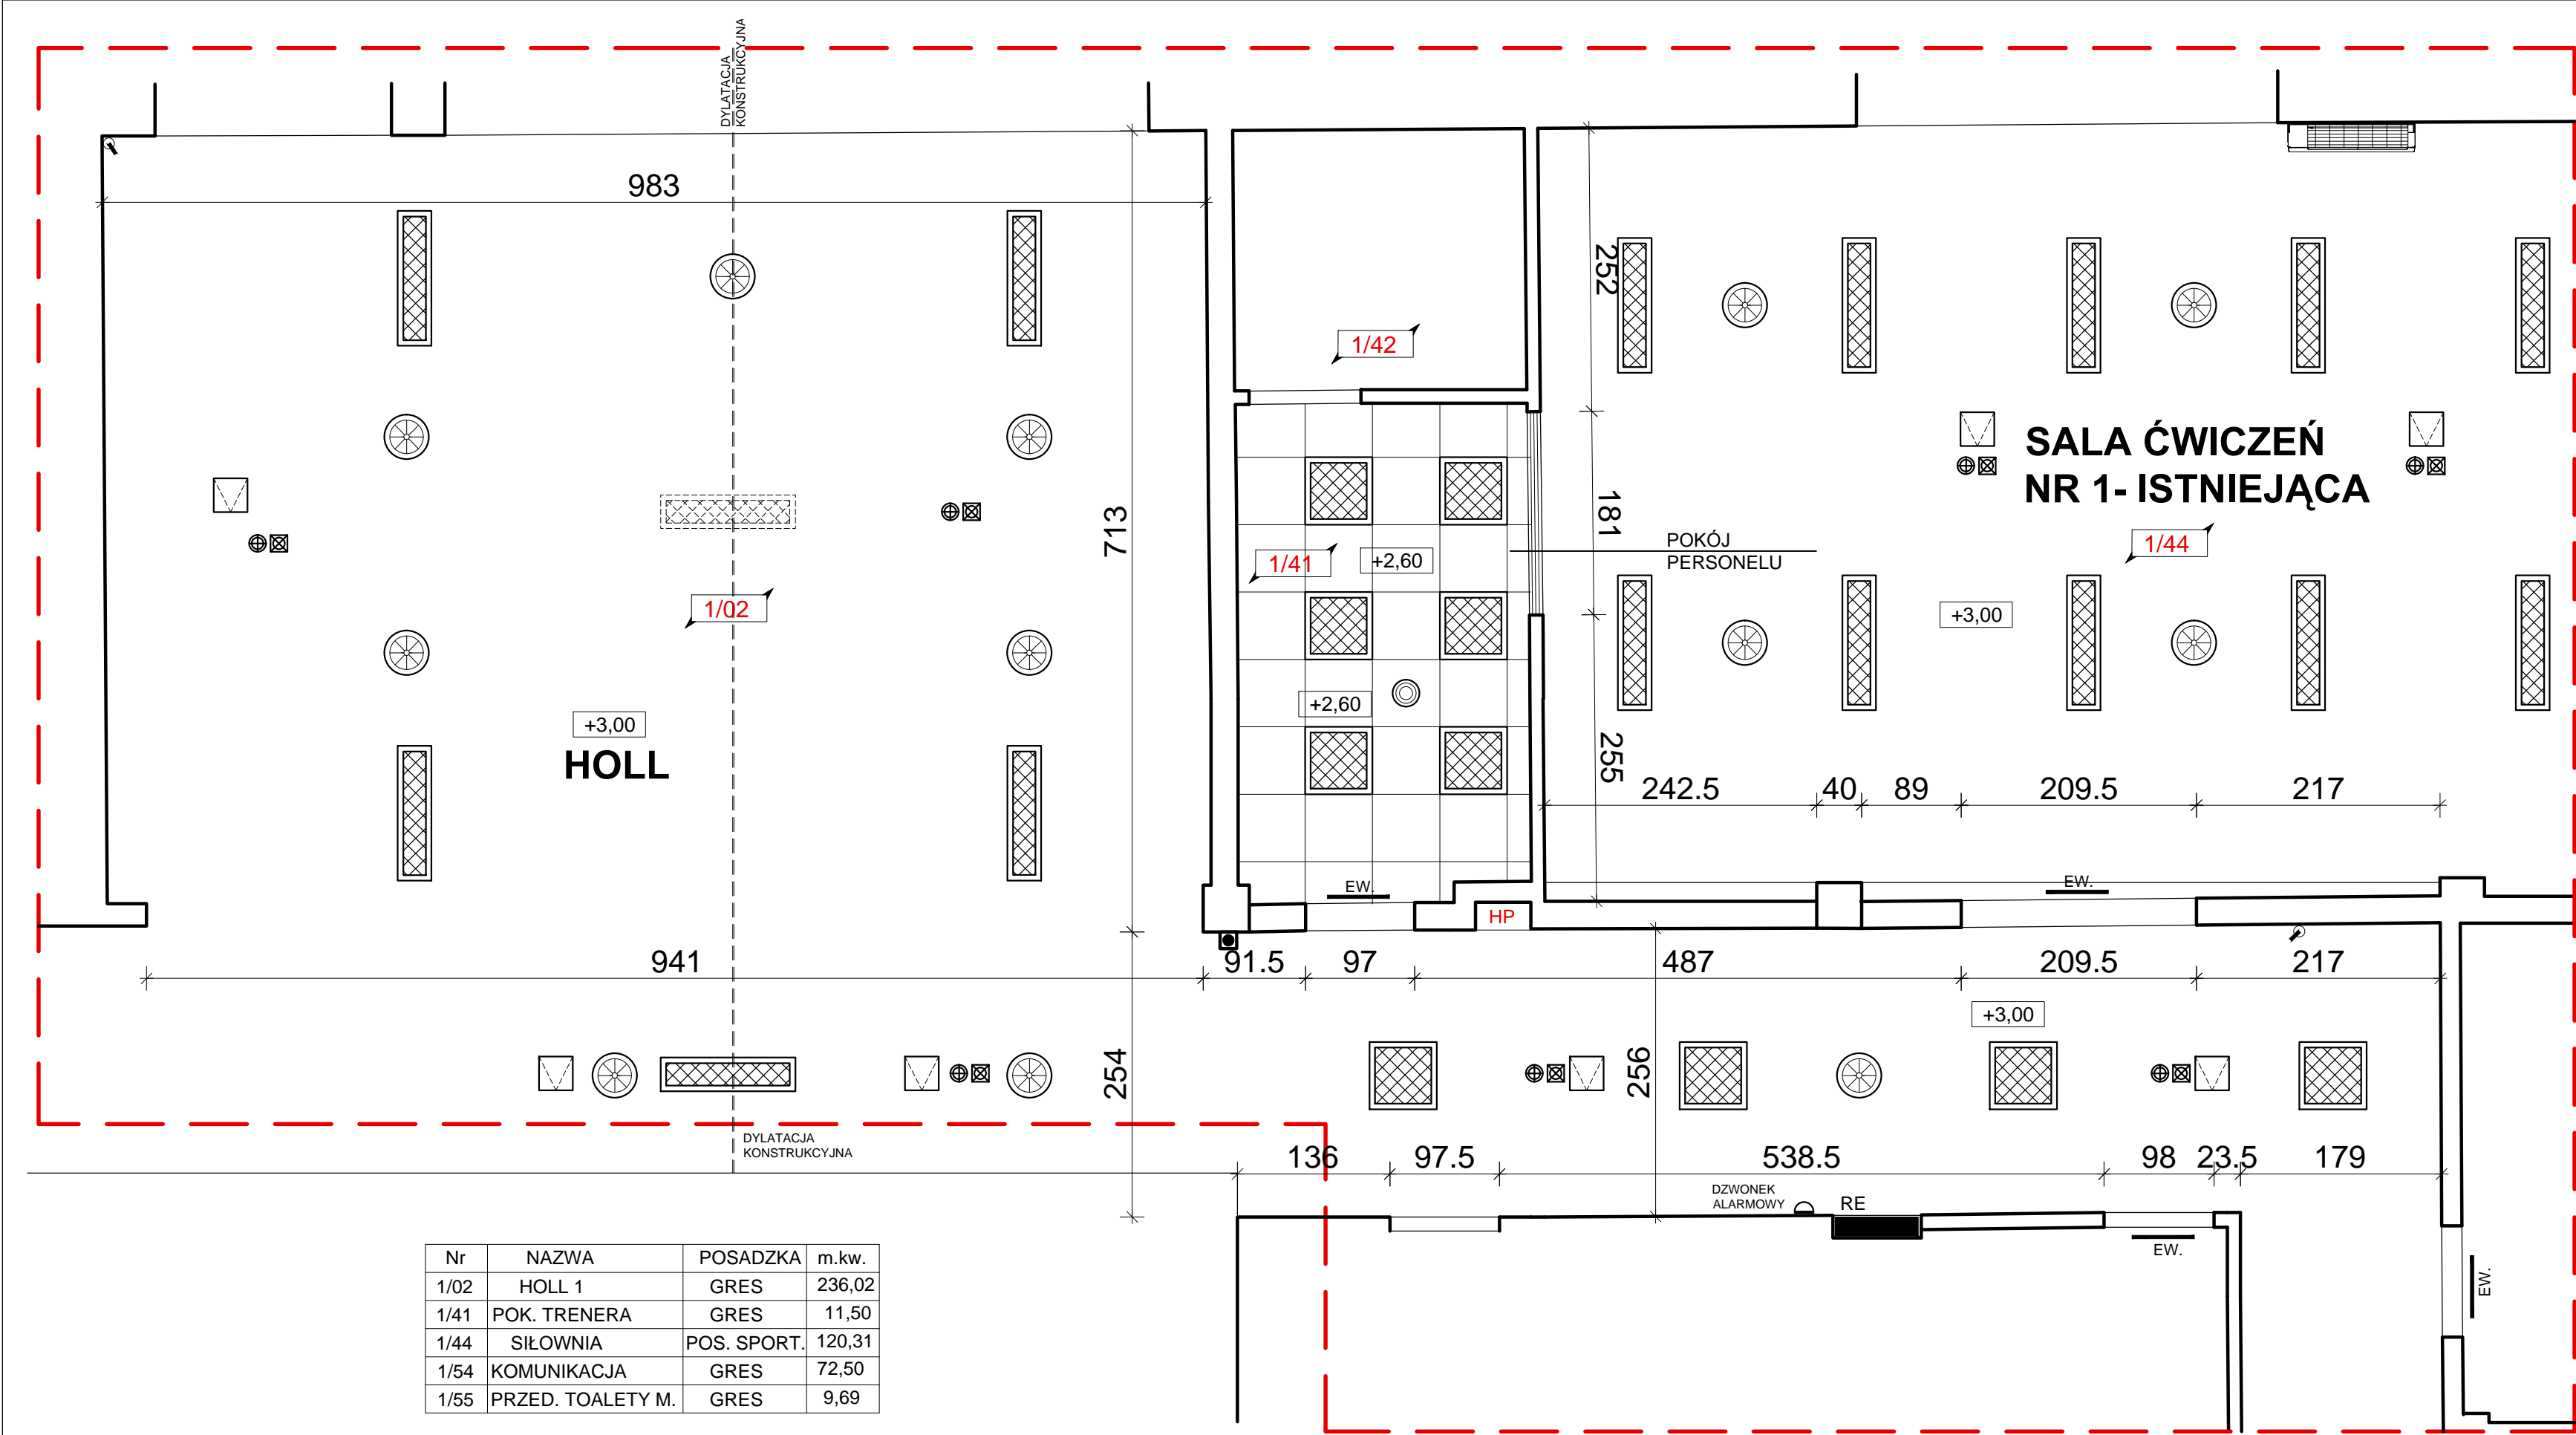 DYLATACJA
KONSTRUKCYJNA
983
252
1/42
SALA ĆWICZEŃ
NR 1- ISTNIEJĄCA
713
181
1/41
+2,60
POKÓJ
PERSONELU
1/44
1/02
+3,00
+2,60
+3,00
HOLL
255
242.5
40
89
209.5
217
EW.
EW.
HP
941
91.5
97
487
209.5
217
+3,00
254
256
DYLATACJA
KONSTRUKCYJNA
136
97.5
538.5
98
23.5
179
DZWONEK
ALARMOWY
RE
EW.
EW.
Nr NAZWA POSADZKA m.kw.
1/02 HOLL 1 GRES 236,02
1/41 POK. TRENERA GRES 11,50
1/44 SIŁOWNIA POS. SPORT. 120,31
1/54 KOMUNIKACJA GRES 72,50
1/55 PRZED. TOALETY M. GRES 9,69